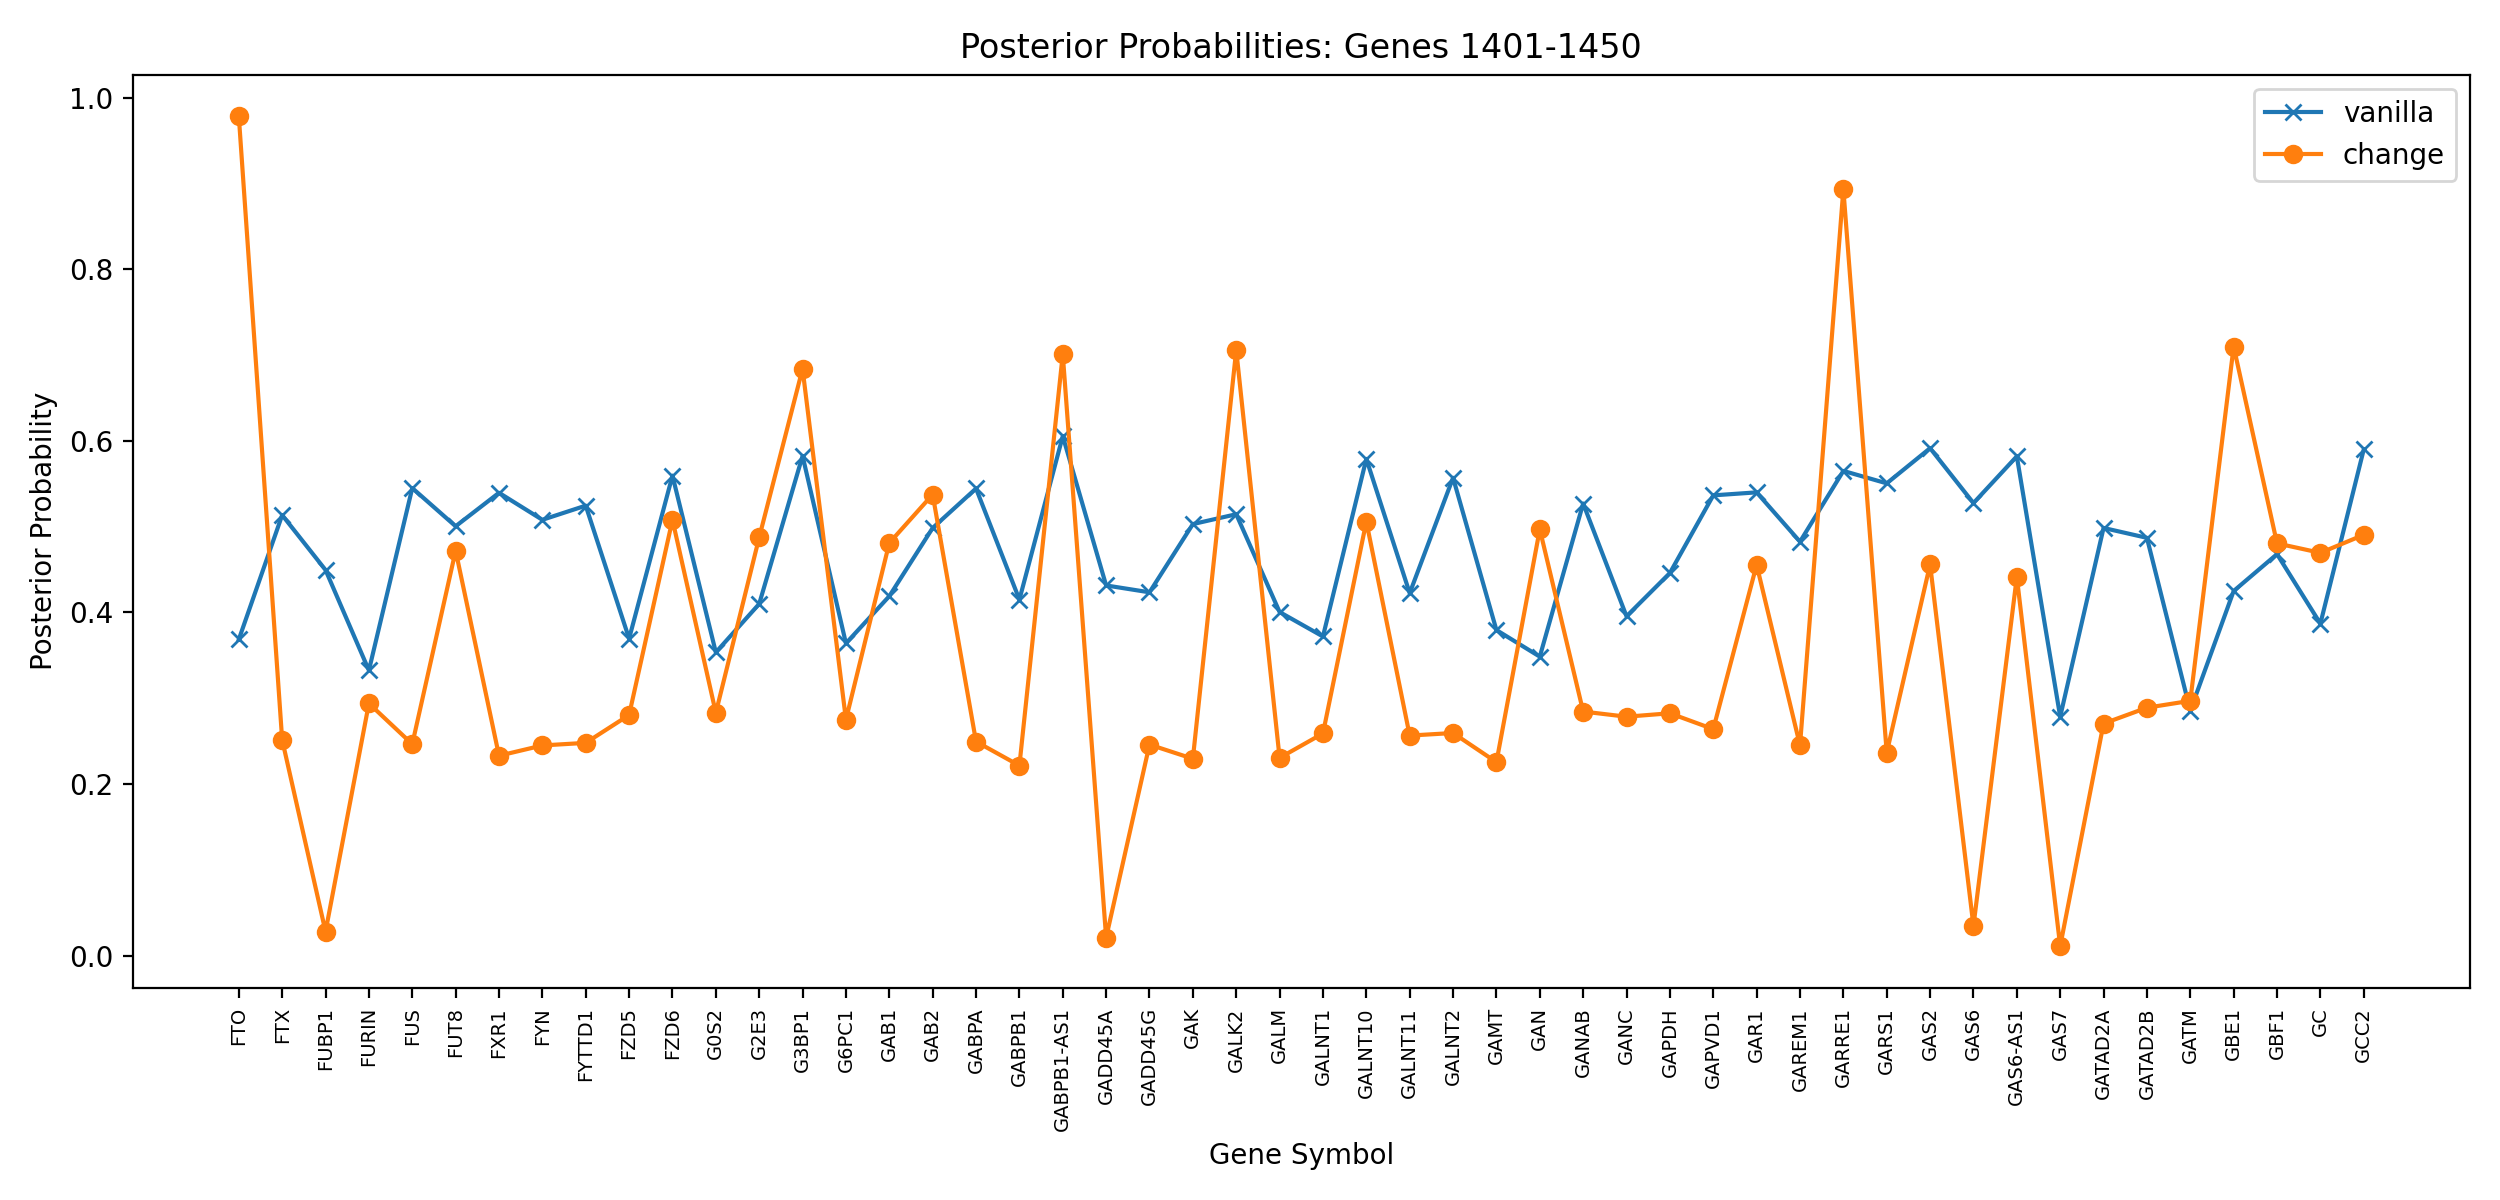 Posterior Probabilities: Genes 1401-1450
vanilla
change
Posterior Probability
1.0
0.8
0.6
0.4
0.2
0.0
FTO
FTX
FUBP1
FURIN
FUS
FUT8
FXR1
FYN
FYTTD1
FZD5
FZD6
G0S2
G2E3
G3BP1
G6PC1
GAB1
GAB2
GABPA
GABPB1
GABPB1-AS1
GADD45A
GADD45G
GAK
GALK2
GALM
GALNT1
GALNT10
GALNT11
GALNT2
GAMT
GAN
GANAB
GANC
GAPDH
GAPVD1
GAR1
GAREM1
GARRE1
GARS1
GAS2
GAS6
GAS6-AS1
GAS7
GATAD2A
GATAD2B
GATM
GBE1
GBF1
GC
GCC2
Gene Symbol